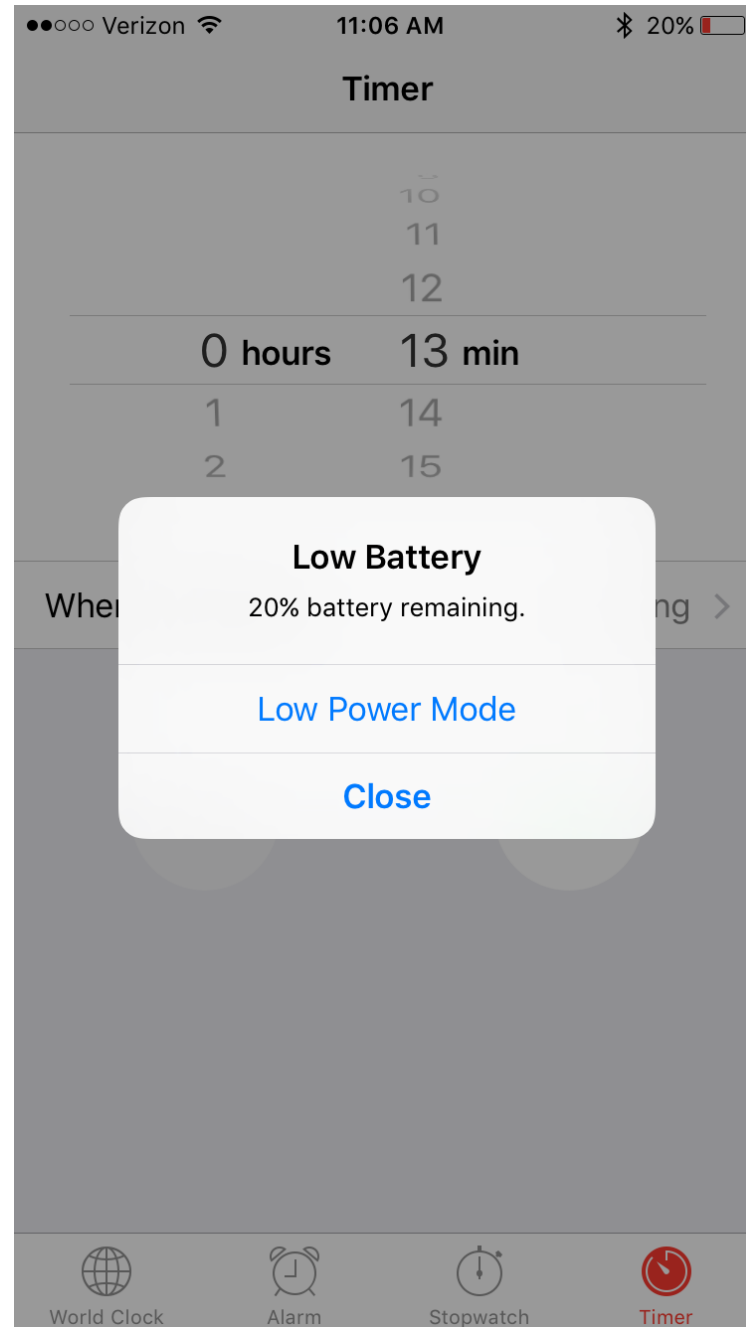 Verizon 11:06 AM 20%
Timer
10
11
12
0 hours 13 min
1 14
2 15
Low Battery
20% battery remaining.
Low Power Mode
Close
World Clock Alarm Stopwatch Timer